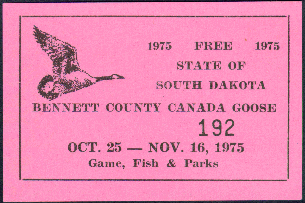 1975 FREE 1975
STATE OF
SOUTH DAKOTA
BENNETT COUNTY CANADA GOOSE
192
OCT. 25 — NOV. 16, 1975
Game, Fish & Parks